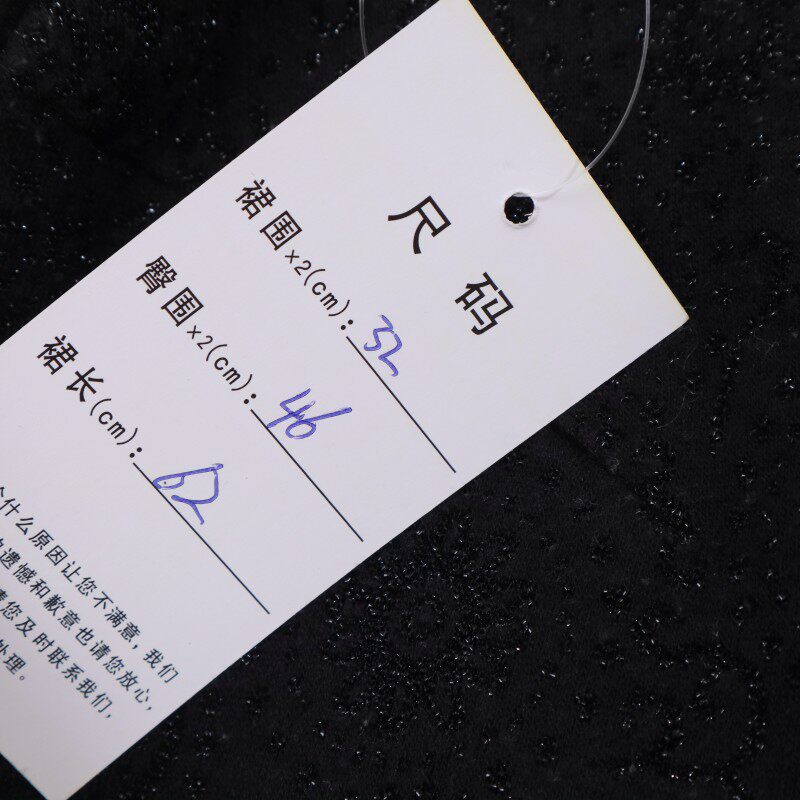 尺码
裙围×2(cm):32
臀围×2(cm):46
裙长(cm):62
什么原因让您不满意,我们
遗憾和歉意也请您放心,
您及时联系我们,
处理。